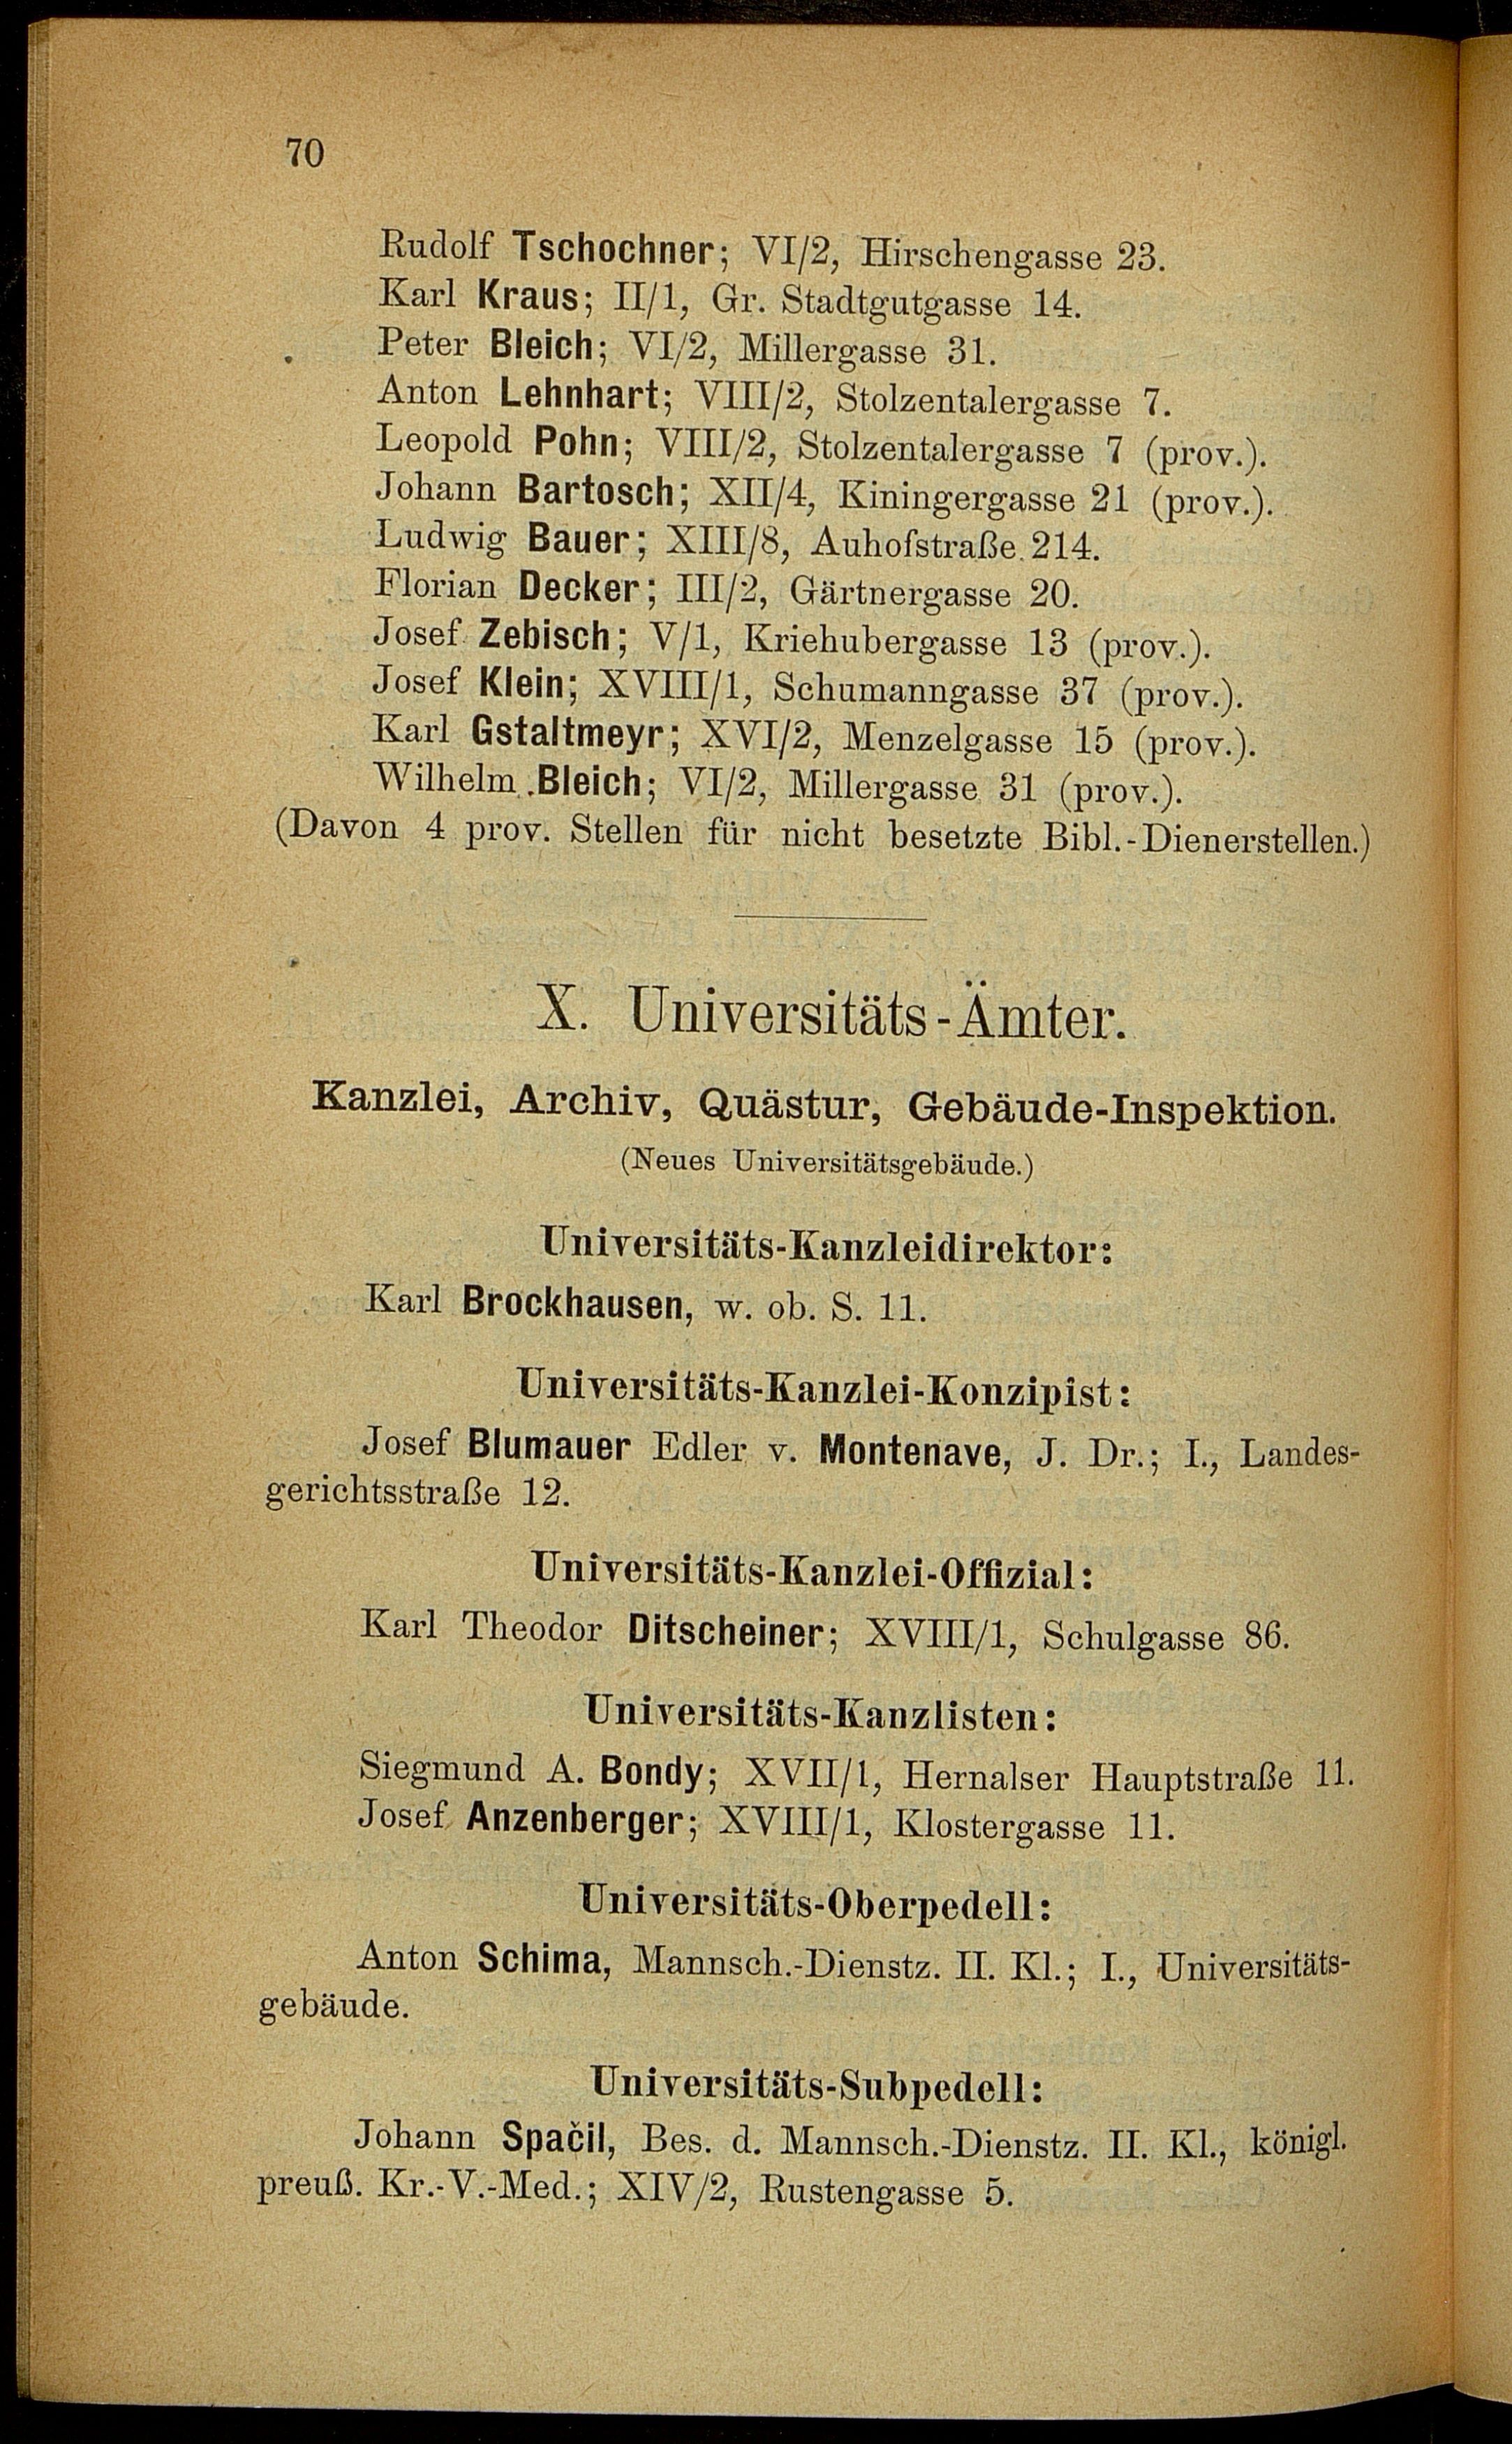 70
Rudolf Tschochner; VI/2, Hirschengasse 23.
Karl Kraus; II/1, Gr. Stadtgutgasse 14.
Peter Bleich; VI/2, Millergasse 31.
Anton Lehnhart; VIII/2, Stolzentalergasse 7.
Leopold Pohn; VIII/2, Stolzentalergasse 7 (prov.).
Johann Bartosch; XII/4, Kiningergasse 21 (prov.).
Ludwig Bauer; XIII/8, Auhofstraße 214.
Florian Decker; III/2, Gärtnergasse 20.
Josef Zebisch; V/1, Kriehubergasse 13 (prov.).
Josef Klein; XVIII/1, Schumanngasse 37 (prov.).
Karl Gstaltmeyr; XVI/2, Menzelgasse 15 (prov.).
Wilhelm Bleich; VI/2, Millergasse 31 (prov.).
(Davon 4 prov. Stellen für nicht besetzte Bibl.-Dienerstellen.)
X. Universitäts-Ämter.
Kanzlei, Archiv, Quästur, Gebäude-Inspektion.
(Neues Universitätsgebäude.)
Universitäts-Kanzleidirektor:
Karl Brockhausen, w. ob. S. 11.
Universitäts-Kanzlei-Konzipist:
Josef Blumauer Edler v. Montenave, J. Dr.; I., Landes-
gerichtsstraße 12.
Universitäts-Kanzlei-Offizial:
Karl Theodor Ditscheiner; XVIII/1, Schulgasse 86.
Universitäts-Kanzlisten:
Siegmund A. Bondy; XVII/1, Hernalser Hauptstraße 11.
Josef Anzenberger; XVIII/1, Klostergasse 11.
Universitäts-Oberpedell:
Anton Schima, Mannsch.-Dienstz. II. Kl.; I., Universitäts-
gebäude.
Universitäts-Subpedell:
Johann Spačil, Bes. d. Mannsch.-Dienstz. II. Kl., königl.
preuß. Kr.-V.-Med.; XIV/2, Rustengasse 5.